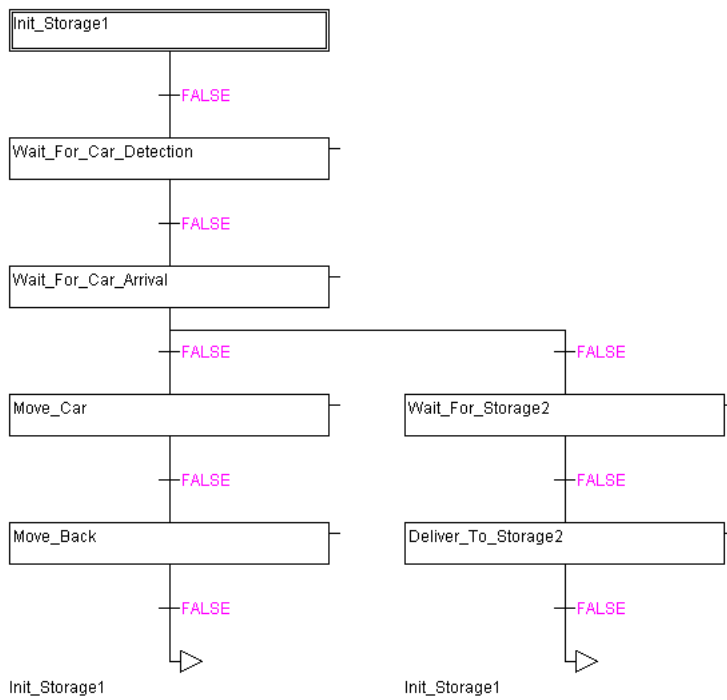 Init_Storage1
FALSE
Wait_For_Car_Detection
FALSE
Wait_For_Car_Arrival
FALSE
FALSE
Move_Car
Wait_For_Storage2
FALSE
FALSE
Move_Back
Deliver_To_Storage2
FALSE
FALSE
Init_Storage1
Init_Storage1